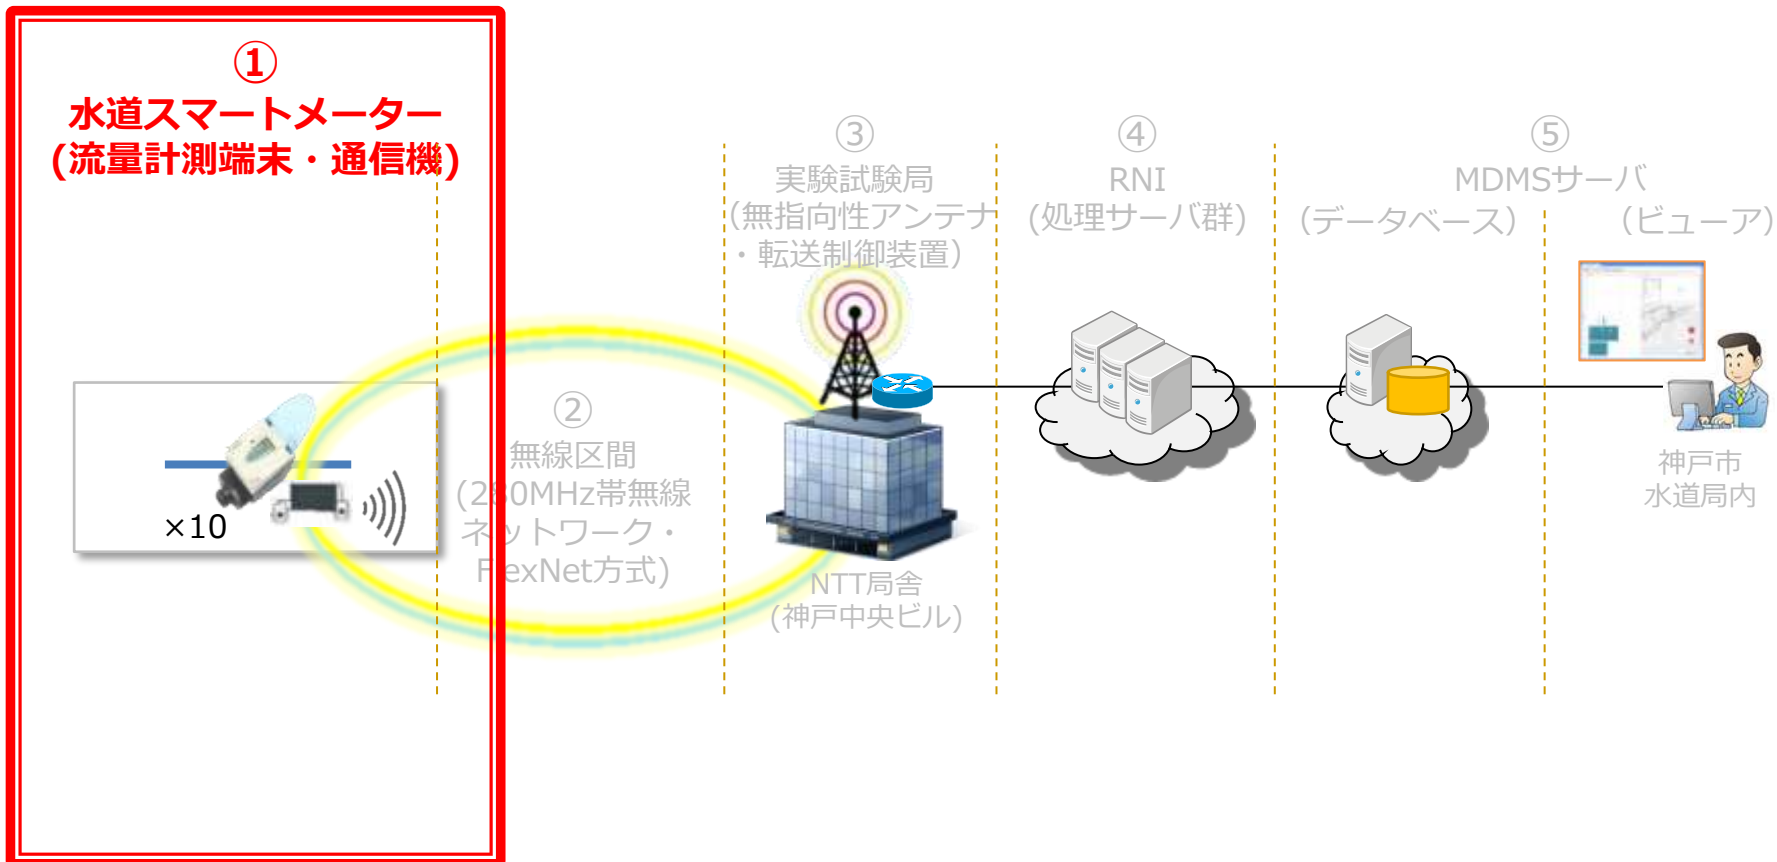 ①
水道スマートメーター
(流量計測端末・通信機)
×10
②
無線区間
(280MHz帯無線
ネットワーク・
FlexNet方式)
③
実験試験局
（無指向性アンテナ
・転送制御装置）
NTT局舎
(神戸中央ビル)
④
RNI
(処理サーバ群)
⑤
MDMSサーバ
（データベース）
（ビューア）
神戸市
水道局内